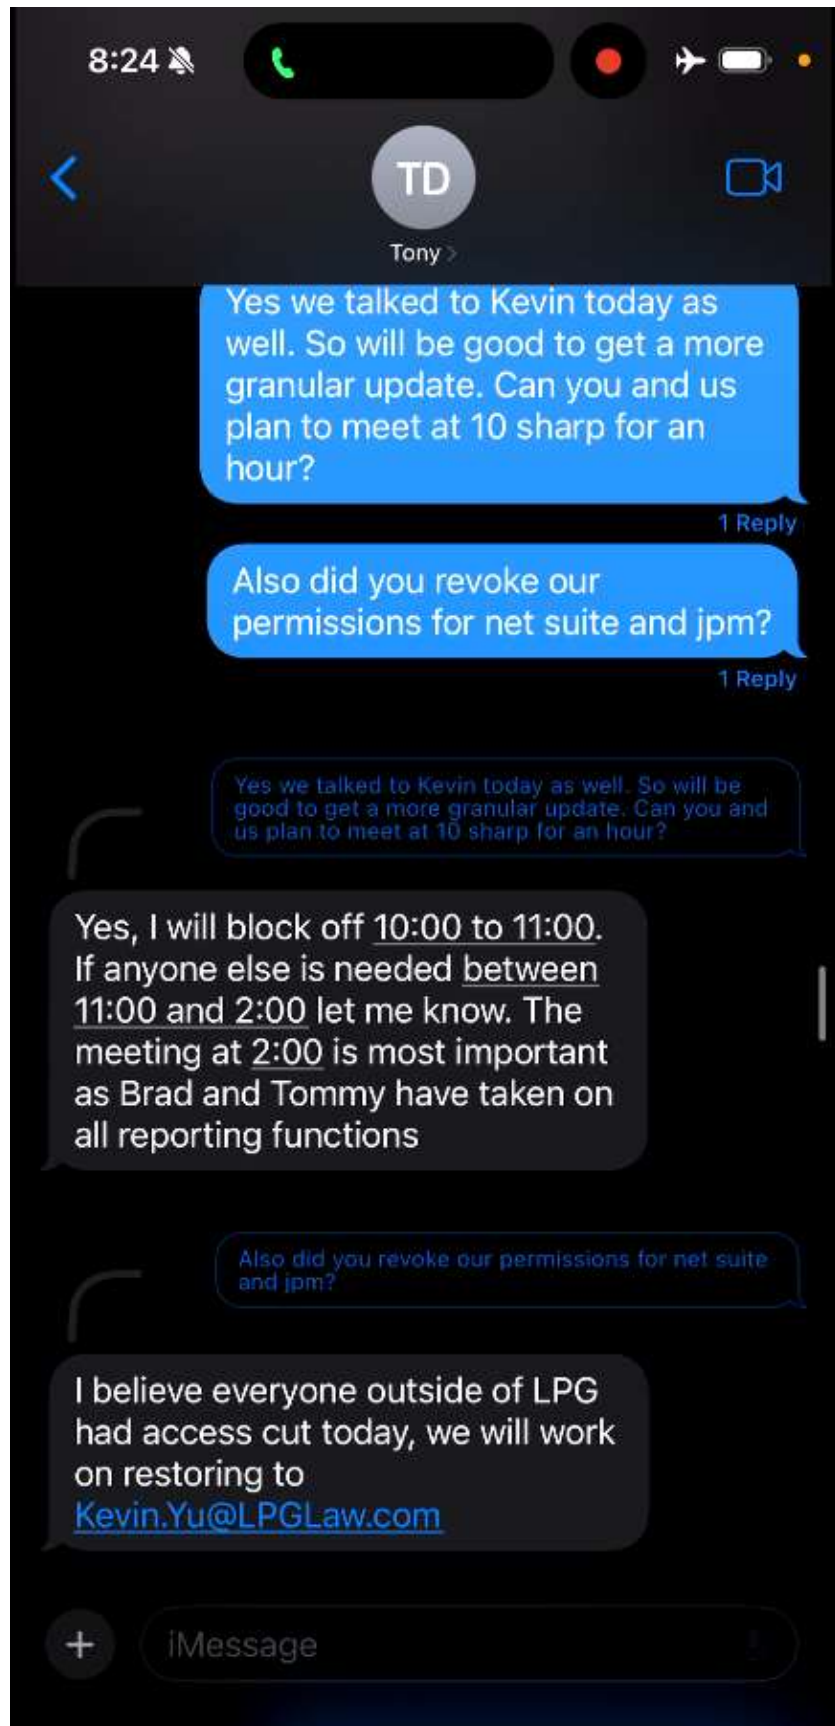 8:24
TD
Tony
Yes we talked to Kevin today as
well. So will be good to get a more
granular update. Can you and us
plan to meet at 10 sharp for an
hour?
1 Reply
Also did you revoke our
permissions for net suite and jpm?
1 Reply
Yes we talked to Kevin today as well. So will be
good to get a more granular update. Can you and
us plan to meet at 10 sharp for an hour?
Yes, I will block off 10:00 to 11:00.
If anyone else is needed between
11:00 and 2:00 let me know. The
meeting at 2:00 is most important
as Brad and Tommy have taken on
all reporting functions
Also did you revoke our permissions for net suite
and jpm?
I believe everyone outside of LPG
had access cut today, we will work
on restoring to
Kevin.Yu@LPGLaw.com
iMessage